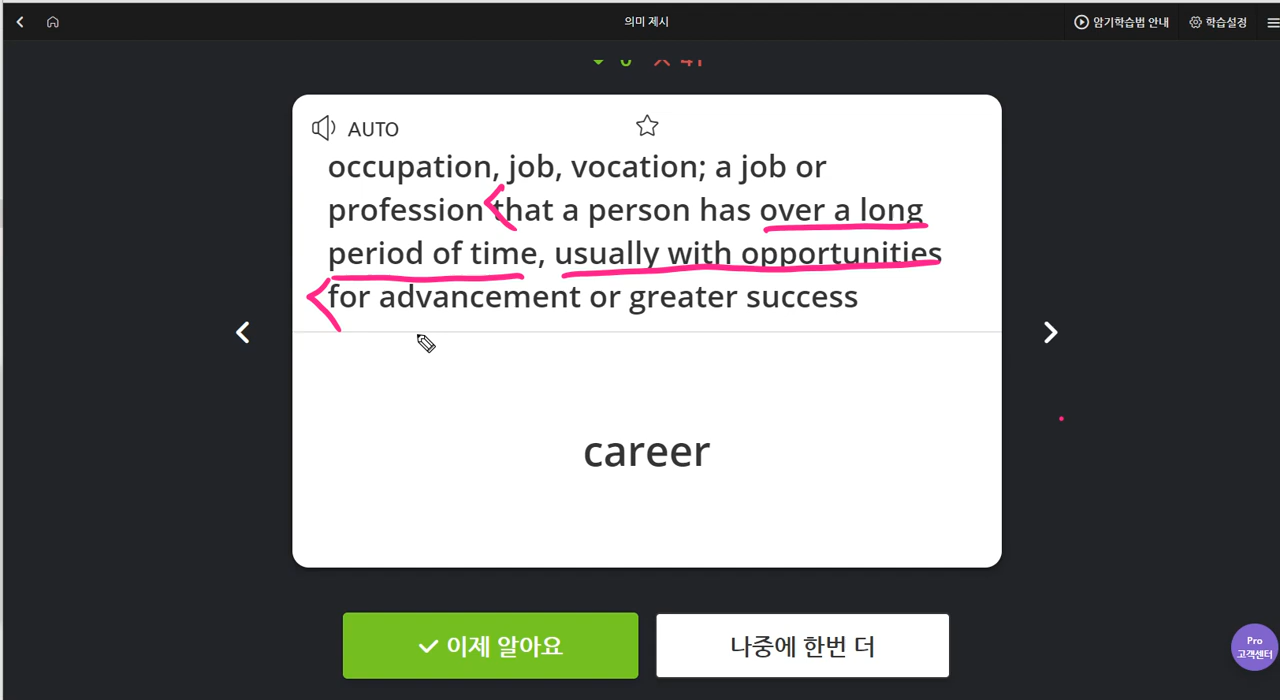 의미 제시
암기학습법 안내
학습설정
AUTO
occupation, job, vocation; a job or
profession that a person has over a long
period of time, usually with opportunities
for advancement or greater success
career
이제 알아요
나중에 한번 더
Pro
고객센터